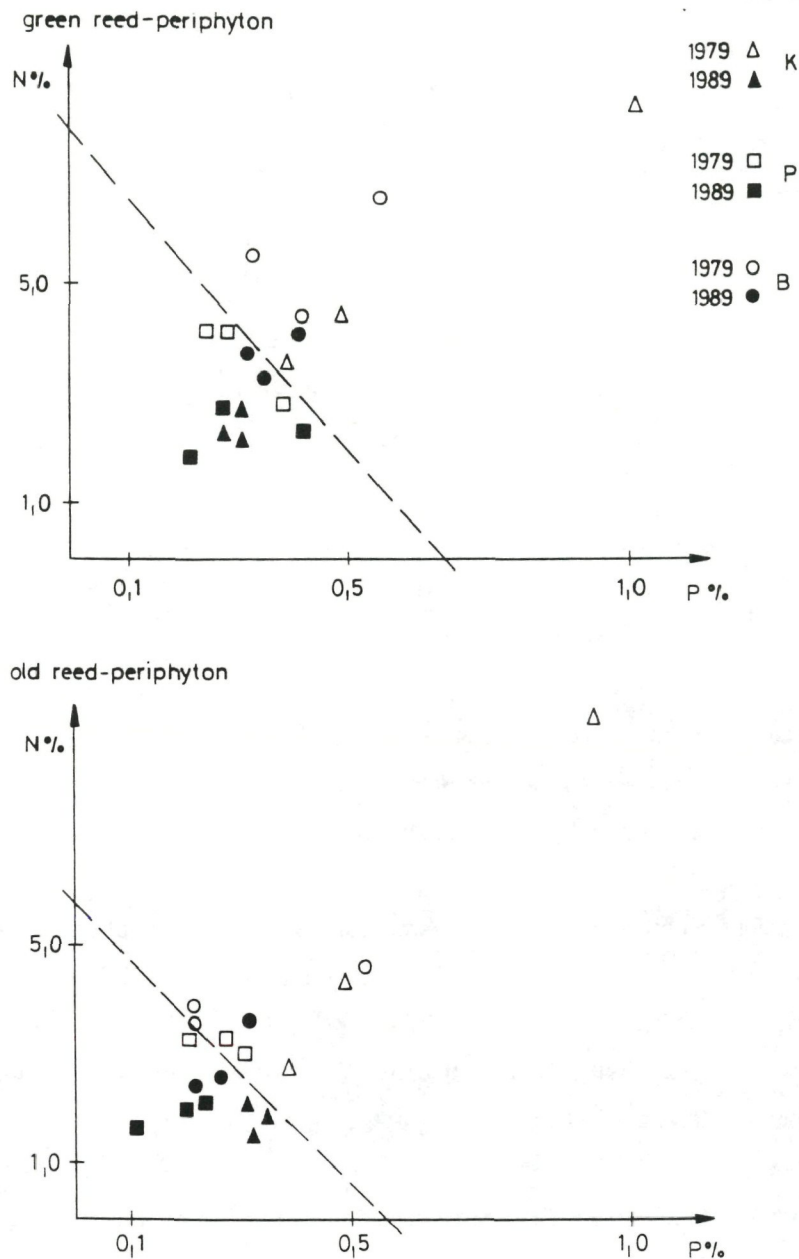 green reed-periphyton
N%
5,0
1,0
0,1 0,5 1,0 P%
1979 △ K
1989 ▲
1979 □ P
1989 ■
1979 ○ B
1989 ●
old reed-periphyton
N%
5,0
1,0
0,1 0,5 1,0 P%